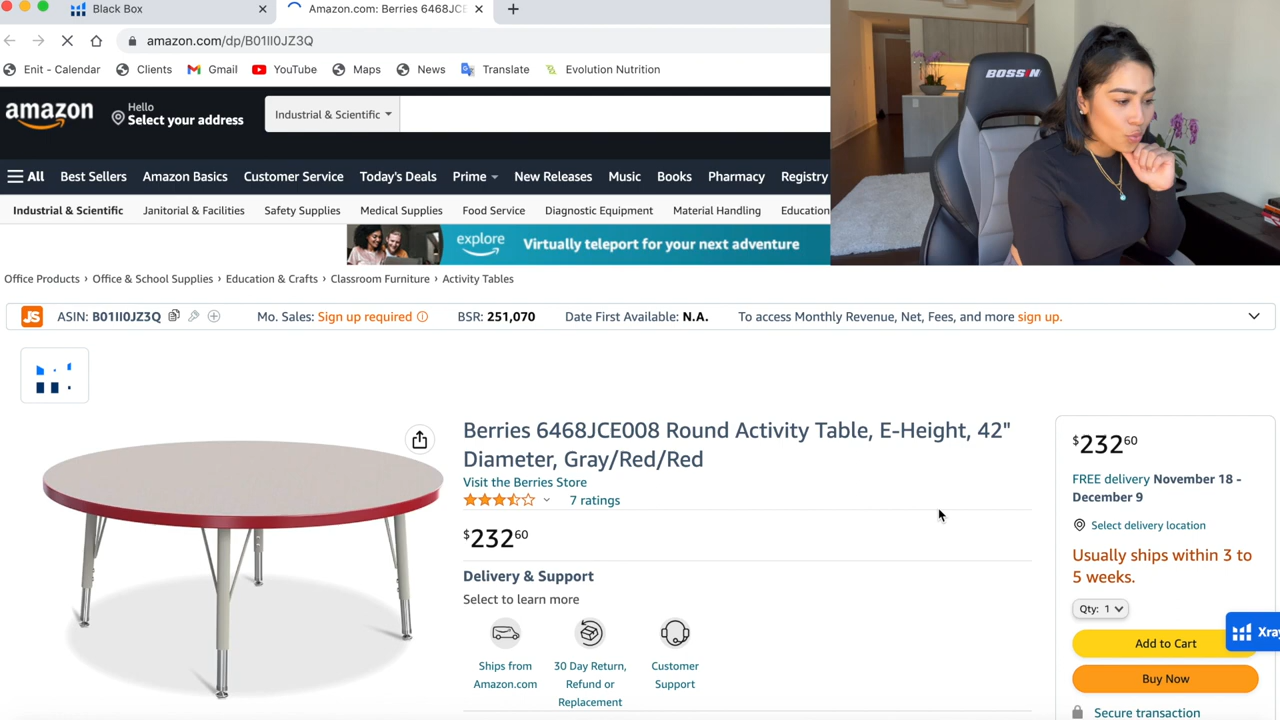 Black Box
Amazon.com: Berries 6468JCE
amazon.com/dp/B01II0JZ3Q
Enit - Calendar
Clients
Gmail
YouTube
Maps
News
Translate
Evolution Nutrition
BOSSIN
amazon
Hello
Select your address
Industrial & Scientific
All
Best Sellers
Amazon Basics
Customer Service
Today's Deals
Prime
New Releases
Music
Books
Pharmacy
Registry
Industrial & Scientific
Janitorial & Facilities
Safety Supplies
Medical Supplies
Food Service
Diagnostic Equipment
Material Handling
Education
explore
Virtually teleport for your next adventure
Office Products › Office & School Supplies › Education & Crafts › Classroom Furniture › Activity Tables
JS
ASIN: B01II0JZ3Q
Mo. Sales: Sign up required
BSR: 251,070
Date First Available: N.A.
To access Monthly Revenue, Net, Fees, and more sign up.
Berries 6468JCE008 Round Activity Table, E-Height, 42"
Diameter, Gray/Red/Red
Visit the Berries Store
7 ratings
$23260
Delivery & Support
Select to learn more
Ships from
Amazon.com
30 Day Return,
Refund or
Replacement
Customer
Support
$23260
FREE delivery November 18 -
December 9
Select delivery location
Usually ships within 3 to
5 weeks.
Qty: 1
Xray
Add to Cart
Buy Now
Secure transaction